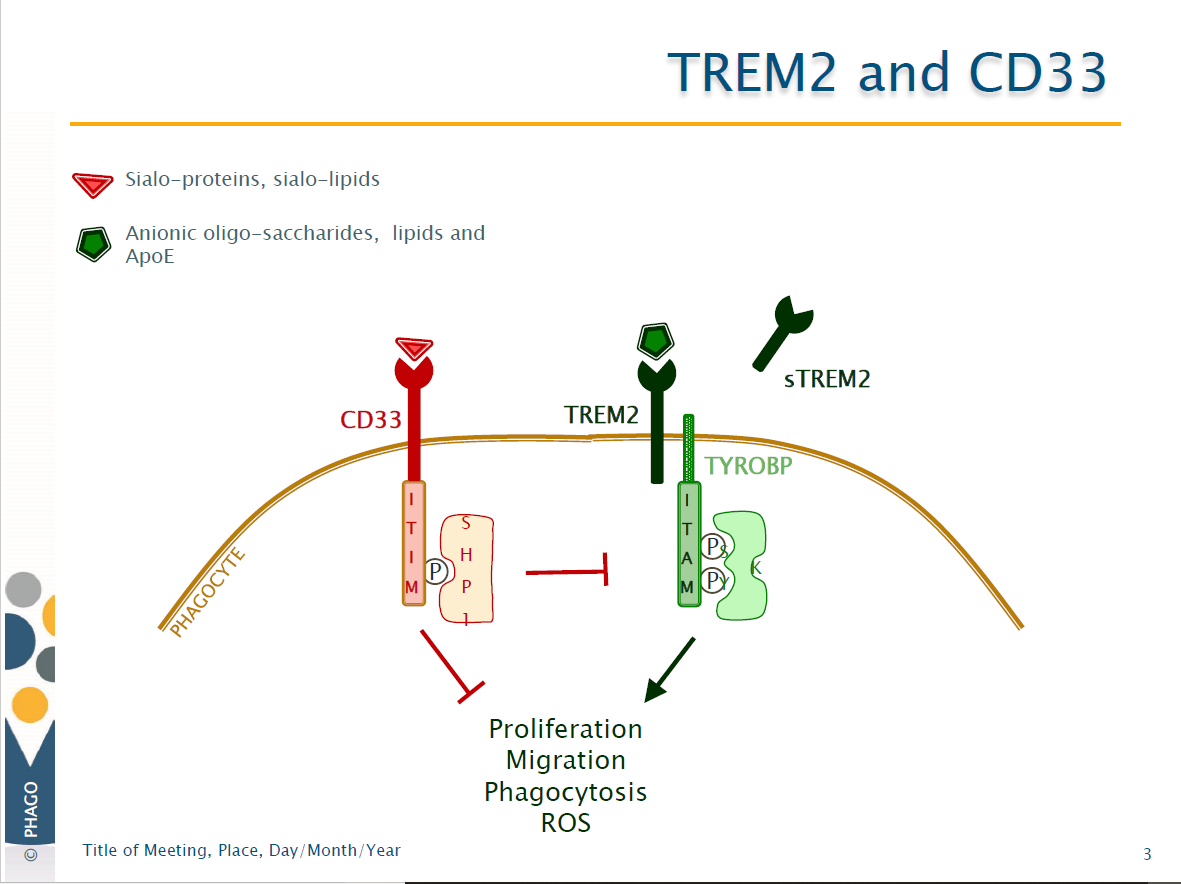 TREM2 and CD33
Sialo-proteins, sialo-lipids
Anionic oligo-saccharides, lipids and
ApoE
sTREM2
CD33
TREM2
TYROBP
I
T
I
M
P
S
H
P
1
I
T
A
M
P
P
S
Y
K
PHAGOCYTE
Proliferation
Migration
Phagocytosis
ROS
© PHAGO
Title of Meeting, Place, Day/Month/Year
3